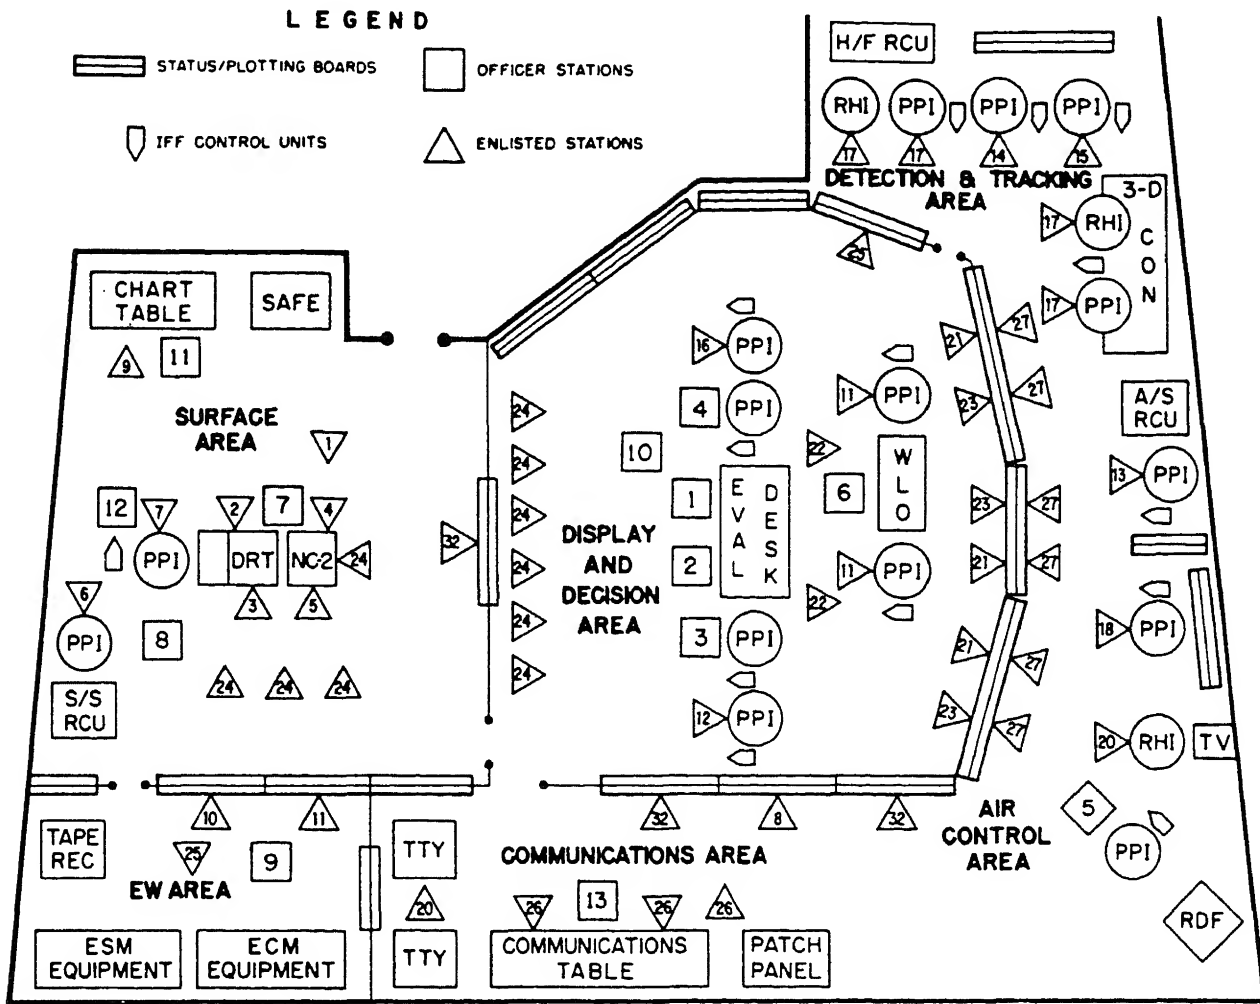 LEGEND
STATUS/PLOTTING BOARDS
OFFICER STATIONS
IFF CONTROL UNITS
ENLISTED STATIONS
H/F RCU
RHI
PPI
PPI
PPI
17
17
14
15
DETECTION & TRACKING
AREA
3-D
CON
17
RHI
17
PPI
25
CHART
TABLE
SAFE
9
11
SURFACE
AREA
1
12
7
2
7
4
PPI
DRT
NC-2
24
3
5
6
PPI
8
S/S
RCU
24
24
24
32
24
24
24
24
24
24
DISPLAY
AND
DECISION
AREA
16
PPI
4
PPI
10
1
2
EVAL
DESK
3
PPI
12
PPI
11
PPI
22
6
WLO
11
PPI
22
21
27
23
27
23
27
21
27
21
27
23
27
A/S
RCU
13
PPI
18
PPI
20
RHI
TV
5
PPI
RDF
AIR
CONTROL
AREA
10
11
32
8
32
TAPE
REC
25
9
EW AREA
ESM
EQUIPMENT
ECM
EQUIPMENT
TTY
20
TTY
COMMUNICATIONS AREA
26
13
26
26
COMMUNICATIONS
TABLE
PATCH
PANEL